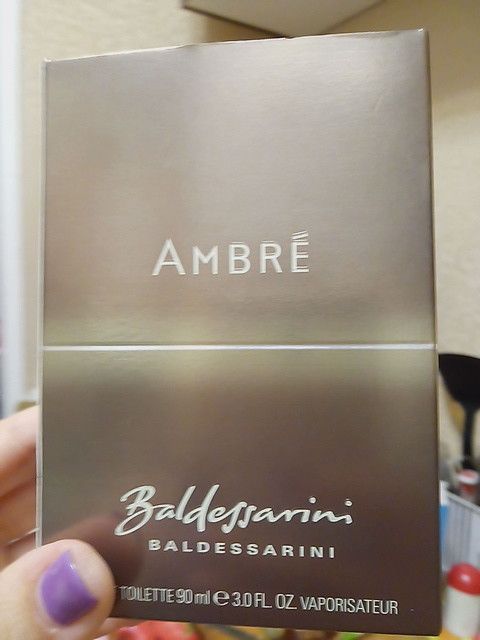 AMBRÉ
Baldessarini
BALDESSARINI
TOILETTE 90 ml e 3.0 FL. OZ. VAPORISATEUR